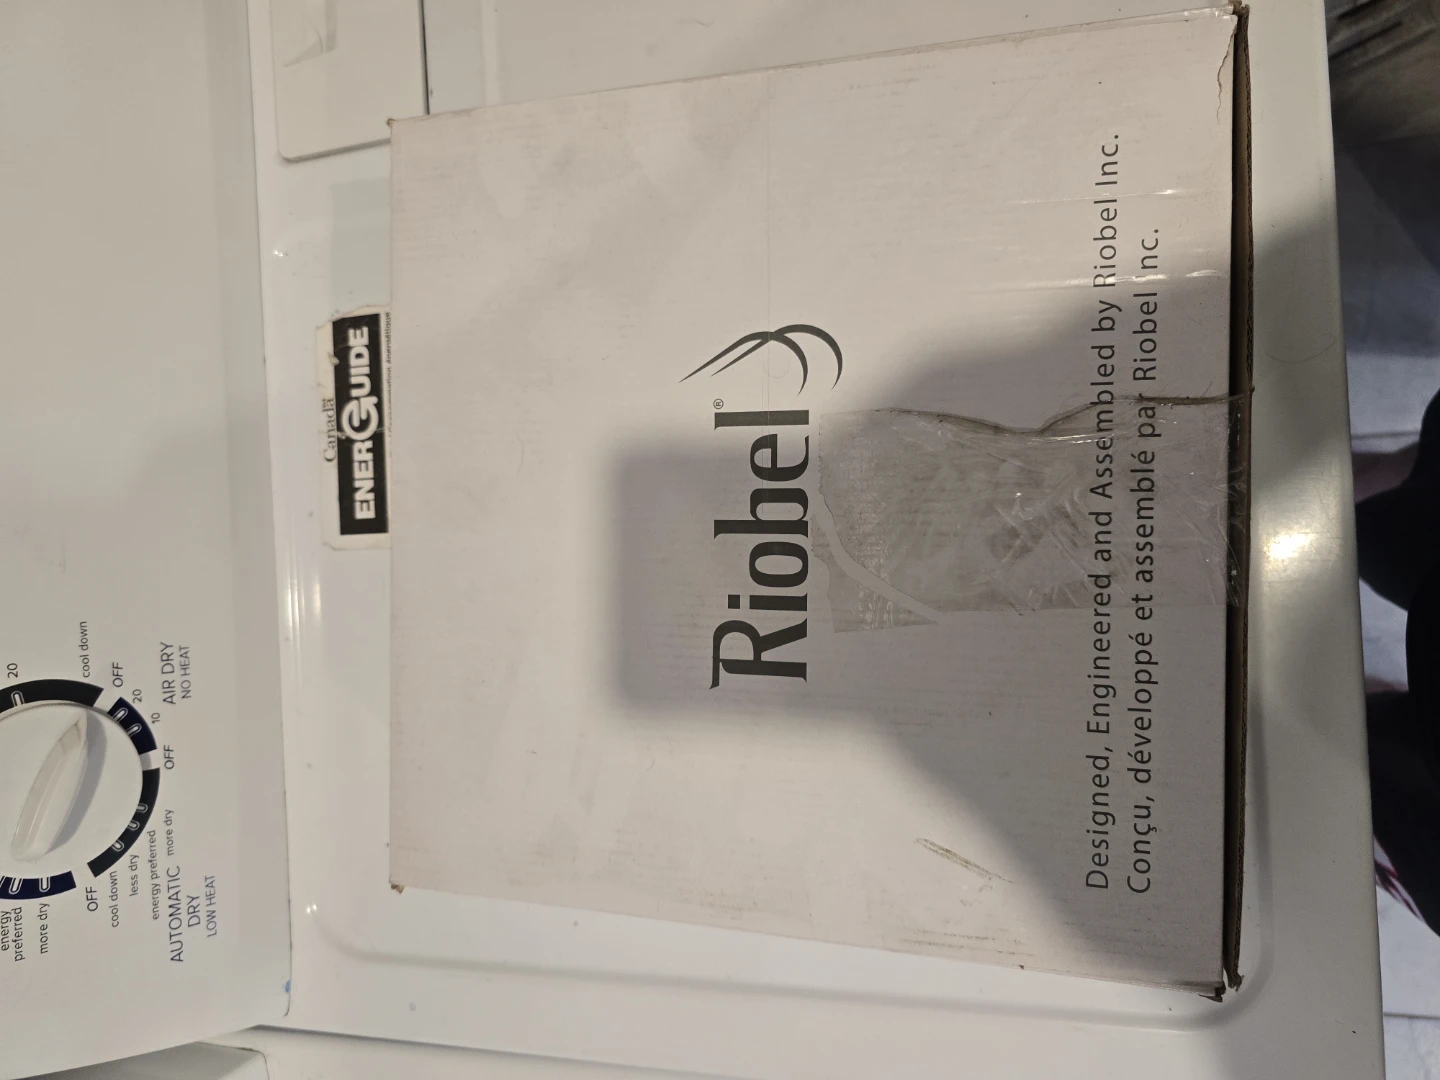 Riobel®
Designed, Engineered and Assembled by Riobel Inc.
Conçu, développé et assemblé par Riobel Inc.
Canada
ENERGUIDE
20
cool down
OFF
20
10
AIR DRY
NO HEAT
OFF
more dry
energy preferred
less dry
cool down
OFF
AUTOMATIC
DRY
LOW HEAT
energy
preferred
more dry